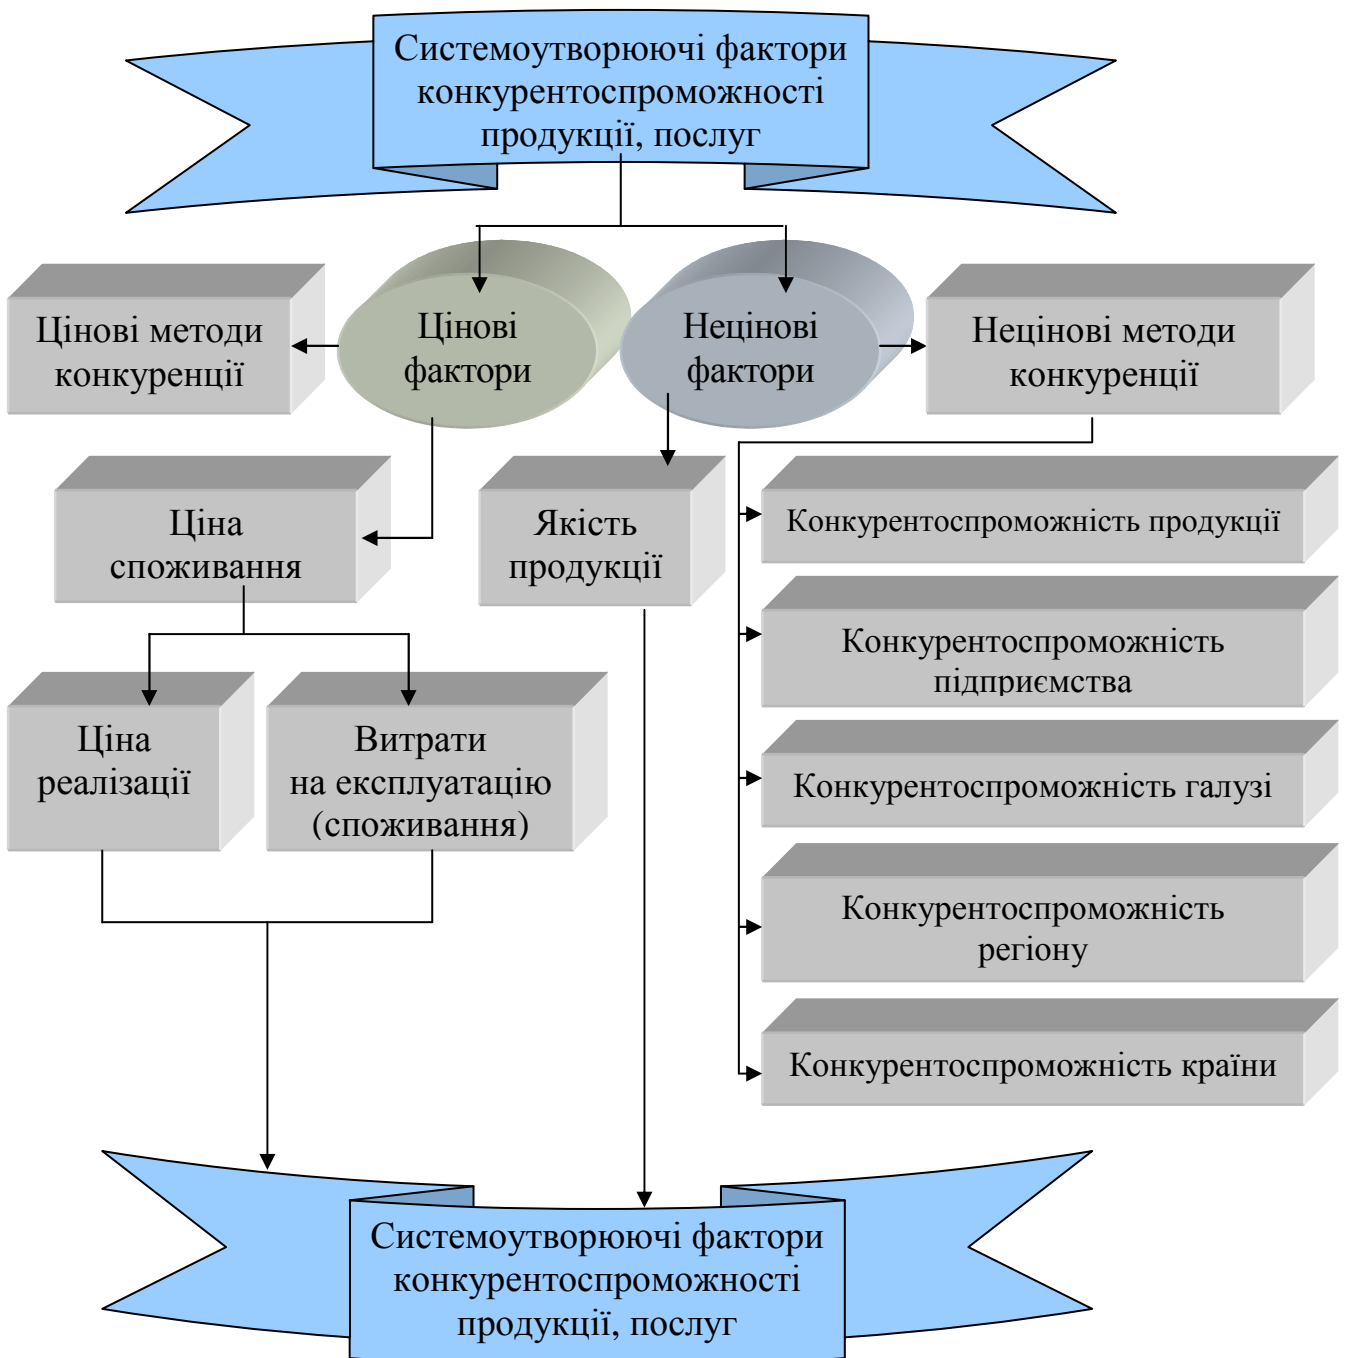 Системоутворюючі фактори
конкурентоспроможності
продукції, послуг
Цінові методи
конкуренції
Цінові
фактори
Нецінові
фактори
Нецінові методи
конкуренції
Ціна
споживання
Якість
продукції
Конкурентоспроможність продукції
Конкурентоспроможність
підприємства
Ціна
реалізації
Витрати
на експлуатацію
(споживання)
Конкурентоспроможність галузі
Конкурентоспроможність
регіону
Конкурентоспроможність країни
Системоутворюючі фактори
конкурентоспроможності
продукції, послуг